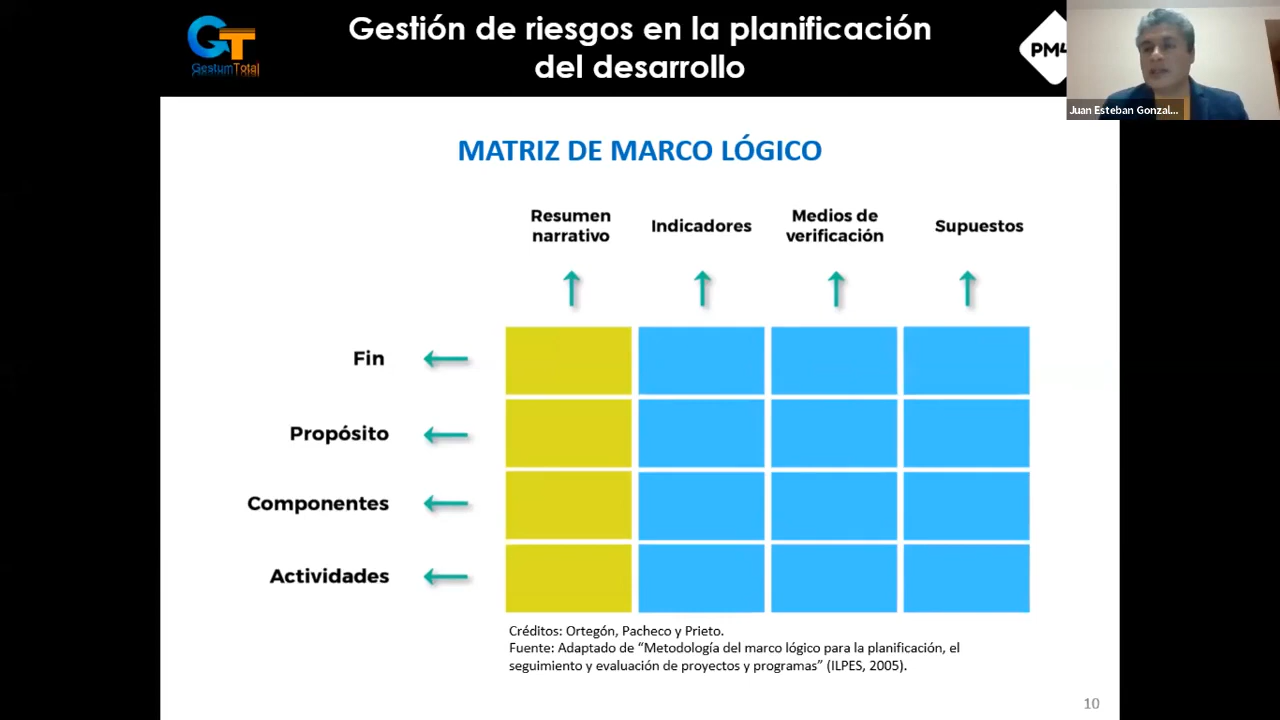 Gestión de riesgos en la planificación
del desarrollo
GT
GestumTotal
PM4
Juan Esteban Gonzal...
MATRIZ DE MARCO LÓGICO
Resumen
narrativo
Indicadores
Medios de
verificación
Supuestos
Fin
Propósito
Componentes
Actividades
Créditos: Ortegón, Pacheco y Prieto.
Fuente: Adaptado de “Metodología del marco lógico para la planificación, el
seguimiento y evaluación de proyectos y programas” (ILPES, 2005).
10